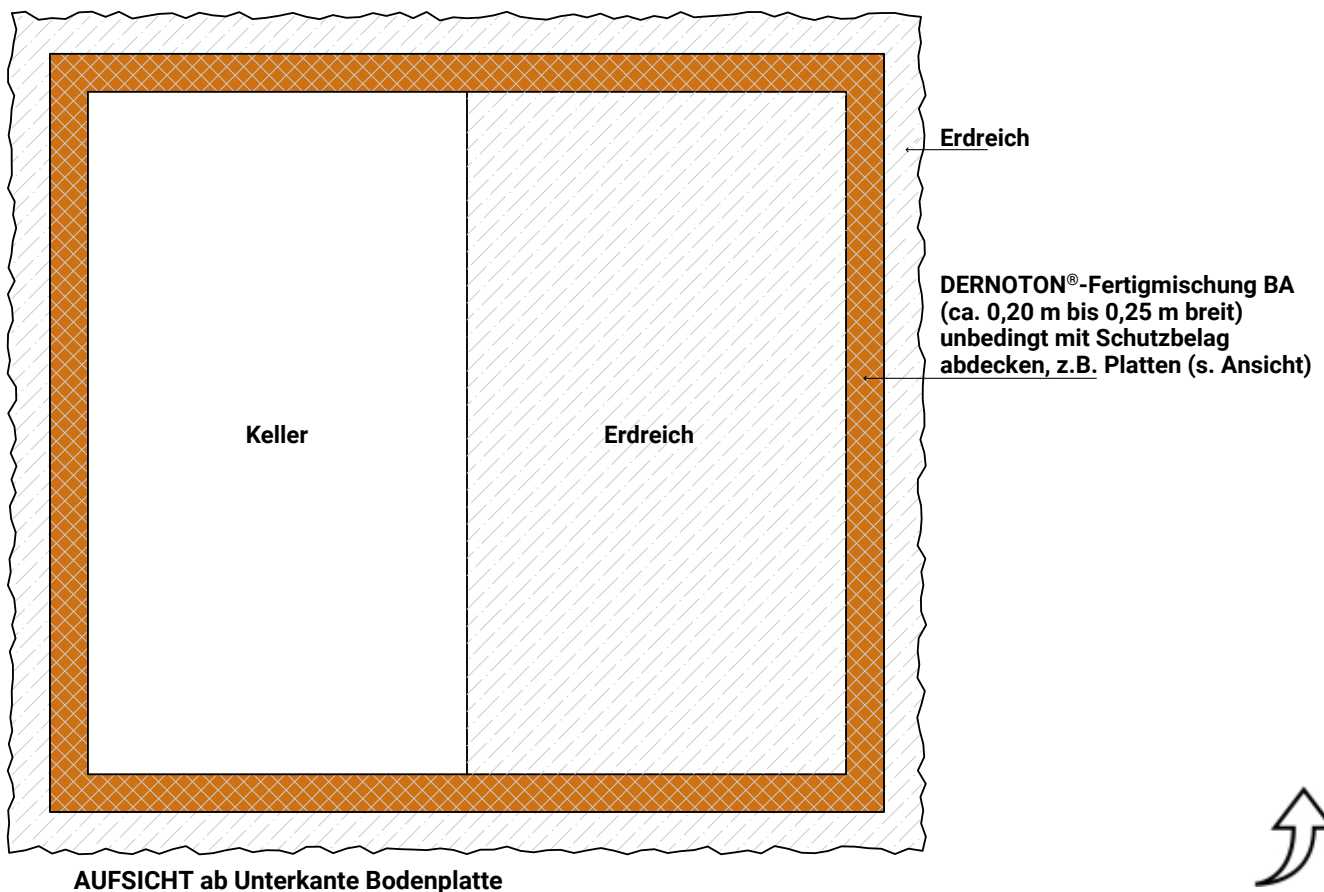 Erdreich
DERNOTON®-Fertigmischung BA
(ca. 0,20 m bis 0,25 m breit)
unbedingt mit Schutzbelag
abdecken, z.B. Platten (s. Ansicht)
Keller
Erdreich
AUFSICHT ab Unterkante Bodenplatte